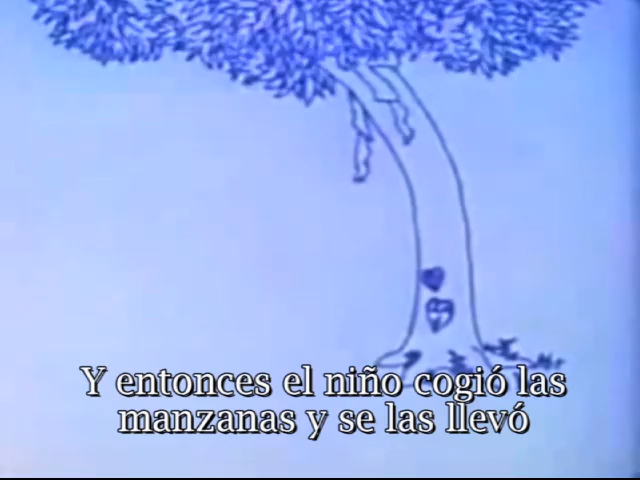 Y entonces el niño cogió las
manzanas y se las llevó